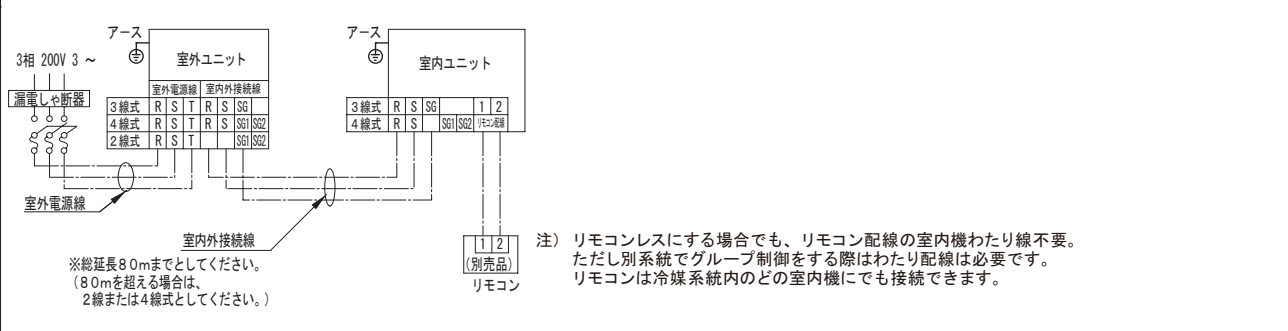 アース
3相 200V 3 ~
漏電しゃ断器
室外ユニット
室外電源線 室内外接続線
3線式 R S T R S SG
4線式 R S T R S SG1 SG2
2線式 R S T SG1 SG2
室外電源線
室内外接続線
※総延長80mまでとしてください。
(80mを超える場合は、
2線または4線式としてください。)
アース
室内ユニット
3線式 R S SG 1 2
4線式 R S SG1 SG2 リモコン配線
1 2
(別売品)
リモコン
注) リモコンレスにする場合でも、リモコン配線の室内機わたり線不要。
ただし別系統でグループ制御をする際はわたり配線は必要です。
リモコンは冷媒系統内のどの室内機にでも接続できます。